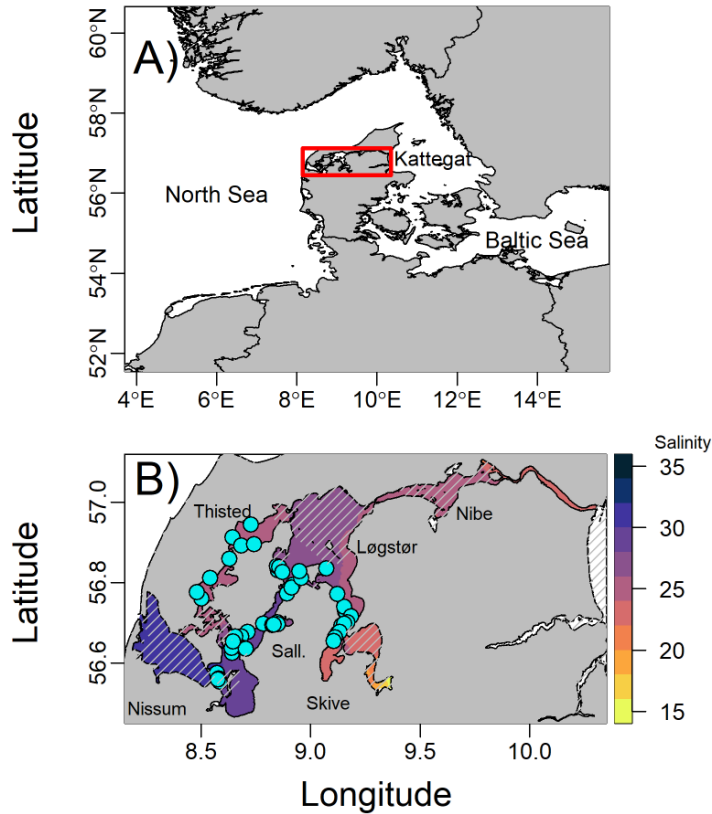 A)
60°N
58°N
56°N
54°N
52°N
Latitude
Kattegat
North Sea
Baltic Sea
4°E 6°E 8°E 10°E 12°E 14°E
B)
Salinity
35
30
25
20
15
57.0
56.8
56.6
Latitude
Thisted
Nibe
Løgstør
Sall.
Skive
Nissum
8.5 9.0 9.5 10.0
Longitude